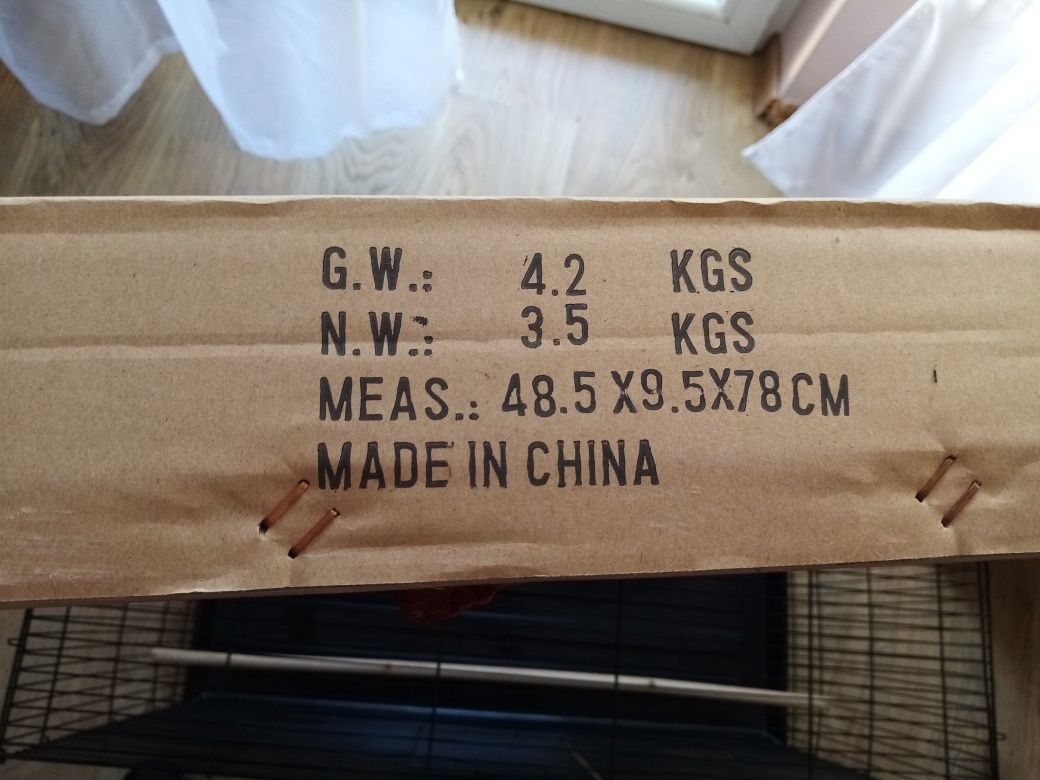 G.W.: 4.2 KGS
N.W.: 3.5 KGS
MEAS.: 48.5X9.5X78CM
MADE IN CHINA